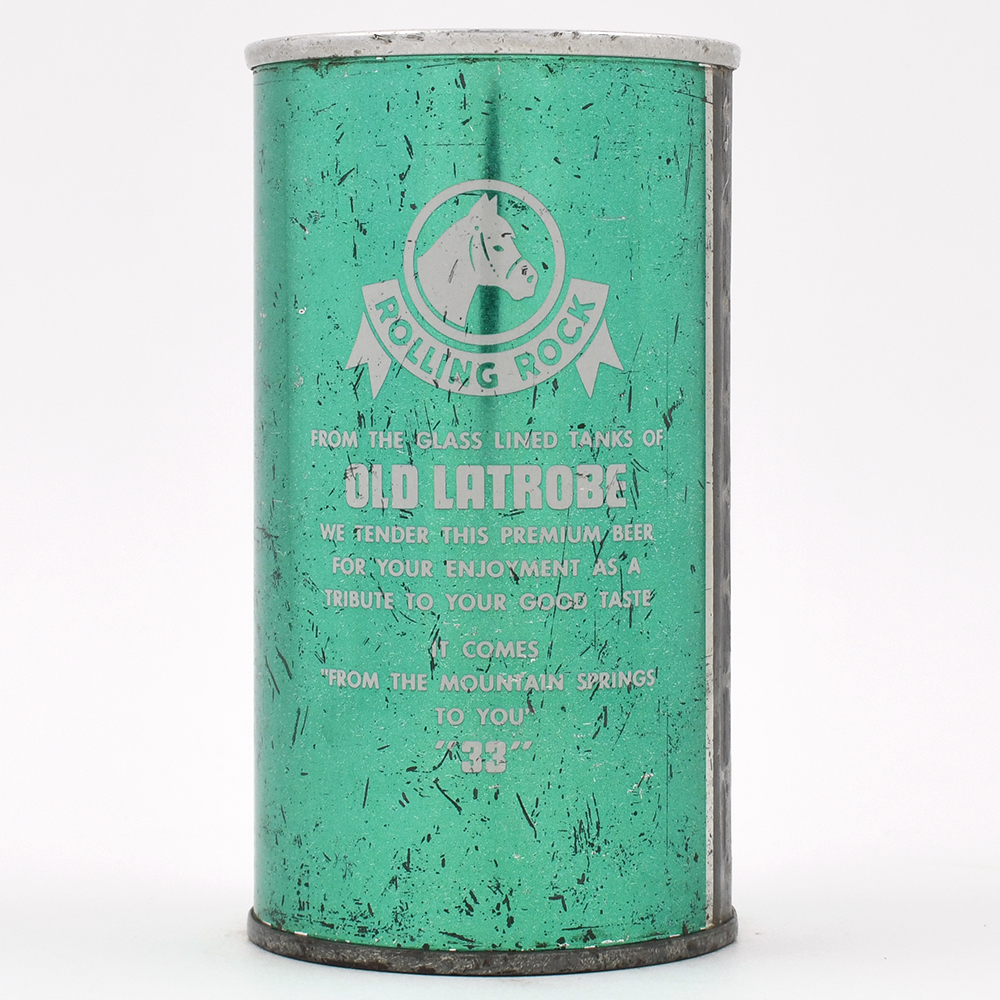 ROLLING ROCK
FROM THE GLASS LINED TANKS OF
OLD LATROBE
WE TENDER THIS PREMIUM BEER
FOR YOUR ENJOYMENT AS A
TRIBUTE TO YOUR GOOD TASTE
IT COMES
"FROM THE MOUNTAIN SPRINGS
TO YOU"
"33"